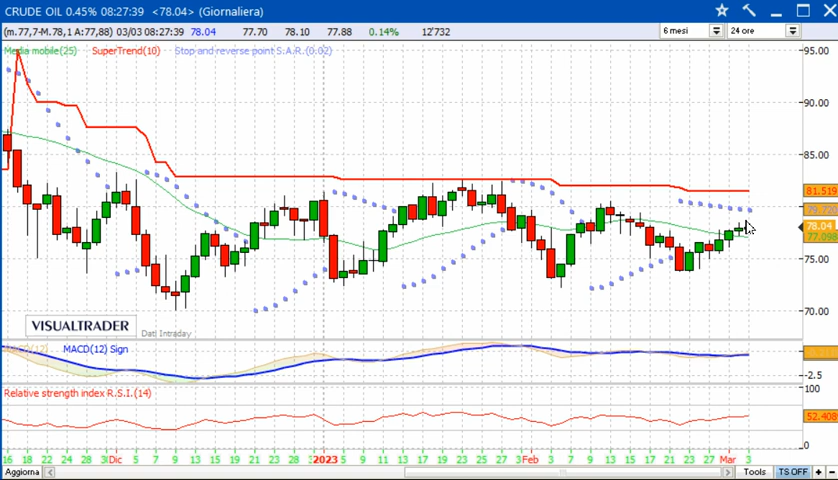 CRUDE OIL 0.45% 08:27:39 <78.04> (Giornaliera)
(m.77,7-M.78,1 A:77,88) 03/03 08:27:39 78.04 77.70 78.10 77.88 0.14% 12'732 6 mesi 24 ore
Media mobile(25) SuperTrend(10) Stop and reverse point S.A.R.(0.02)
95.00
90.00
85.00
81.519
79.720
78.04
77.098
75.00
70.00
VISUALTRADER
Dati Intraday
MACD(12) MACD(12) Sign
-2.5
Relative strength index R.S.I.(14)
100
52.408
0
16 18 22 24 28 Dic 5 7 9 13 15 19 21 23 28 2023 5 9 11 13 17 19 23 25 27 Feb 3 7 9 13 15 17 21 23 27 Mar 3
Aggiorna Tools TS OFF